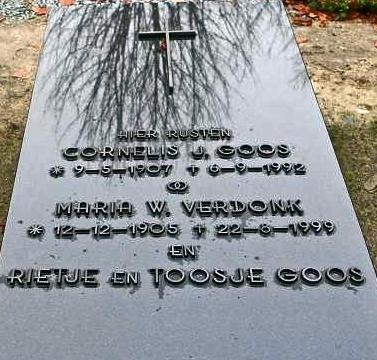 HIER RUSTEN
CORNELIS J. GOOS
* 9-5-1907 † 6-9-1992
⚭
MARIA W. VERDONK
* 12-12-1905 † 22-8-1999
EN
RIETJE EN TOOSJE GOOS